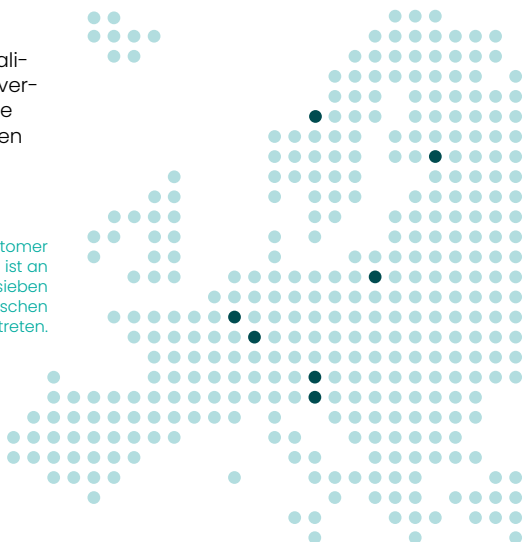 ali-
ver-
e
en
tomer
ist an
sieben
schen
treten.